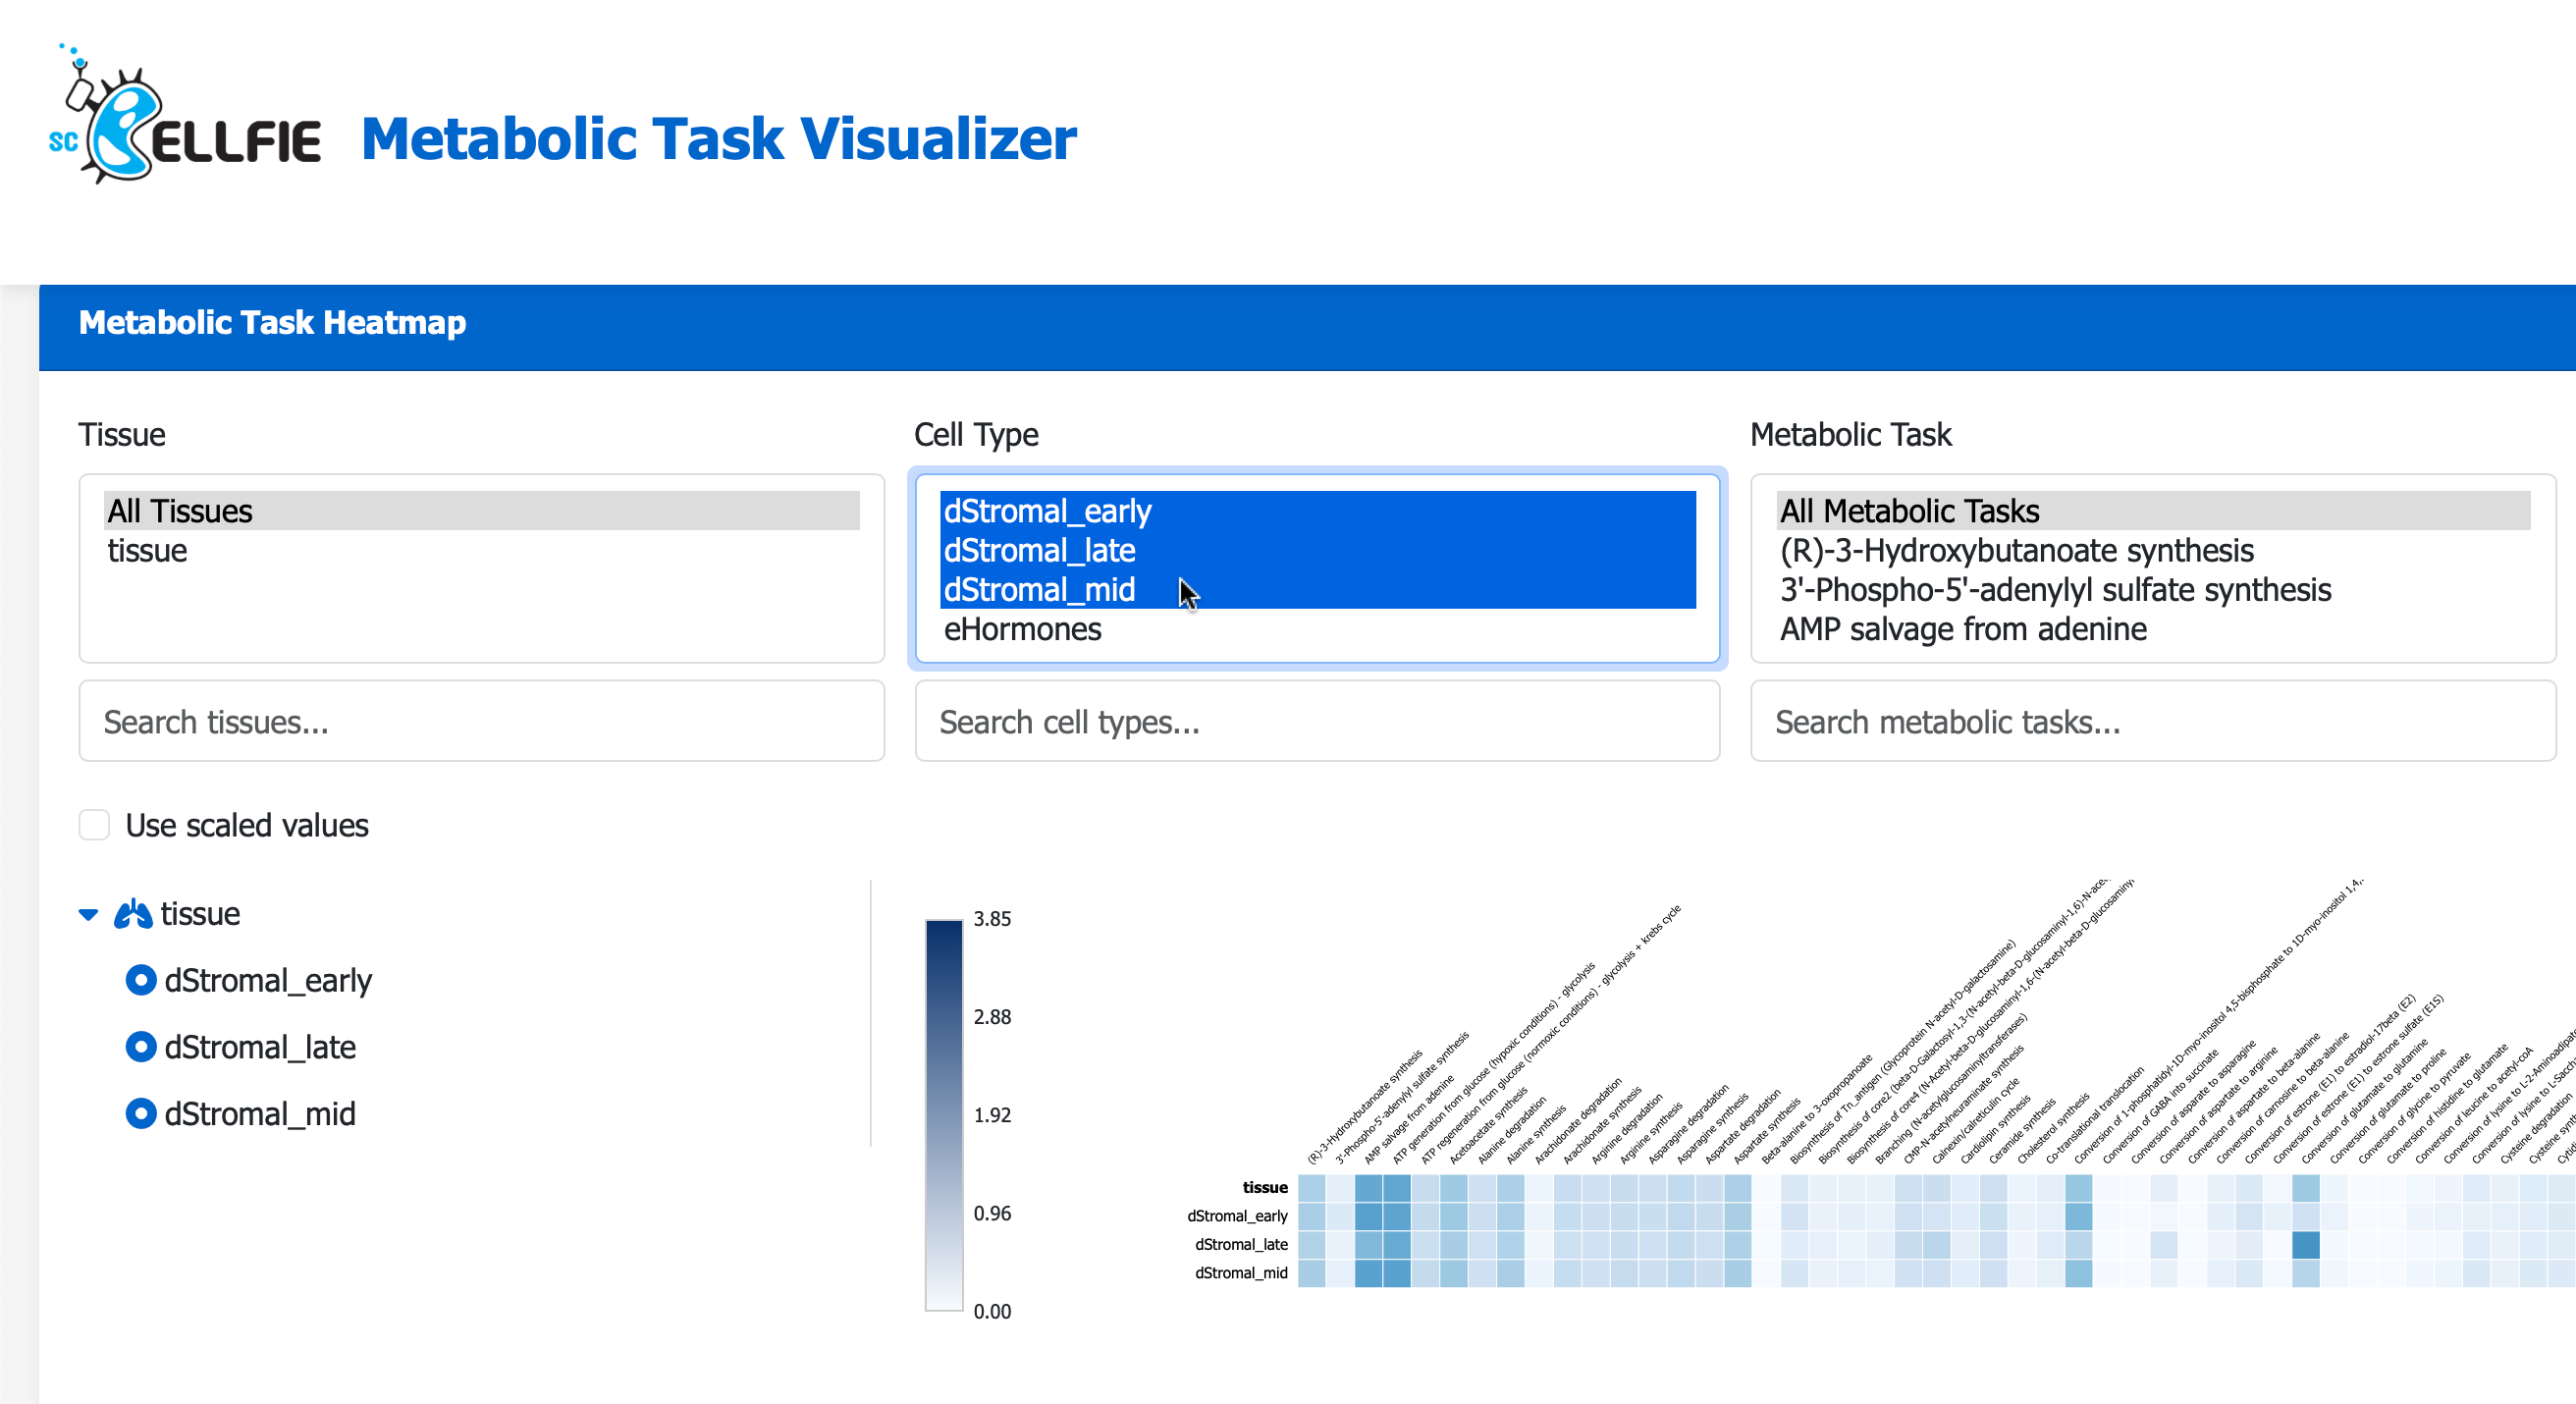 sc CELLFIE
Metabolic Task Visualizer
Metabolic Task Heatmap
Tissue
All Tissues
tissue
Search tissues...
Cell Type
dStromal_early
dStromal_late
dStromal_mid
eHormones
Search cell types...
Metabolic Task
All Metabolic Tasks
(R)-3-Hydroxybutanoate synthesis
3'-Phospho-5'-adenylyl sulfate synthesis
AMP salvage from adenine
Search metabolic tasks...
Use scaled values
tissue
dStromal_early
dStromal_late
dStromal_mid
3.85
2.88
1.92
0.96
0.00
(R)-3-Hydroxybutanoate synthesis
3'-Phospho-5'-adenylyl sulfate synthesis
AMP salvage from adenine
ATP generation from glucose (hypoxic conditions) - glycolysis
ATP regeneration from glucose (normoxic conditions) - glycolysis + krebs cycle
Acetoacetate synthesis
Alanine degradation
Alanine synthesis
Arachidonate degradation
Arachidonate synthesis
Arginine degradation
Arginine synthesis
Asparagine degradation
Asparagine synthesis
Aspartate degradation
Aspartate synthesis
Beta-alanine to 3-oxopropanoate
Biosynthesis of Tn_antigen (Glycoprotein N-acetyl-D-galactosamine)
Biosynthesis of core2 (beta-D-Galactosyl-1,3-(N-acetyl-beta-D-glucosaminyl-1,6)-N-ace..
Biosynthesis of core4 (N-Acetyl-beta-D-glucosaminyl-1,6-(N-acetyl-beta-D-glucosaminyl
Branching (N-acetylglucosaminyltransferases)
CMP-N-acetylneuraminate synthesis
Calnexin/calreticulin cycle
Cardiolipin synthesis
Ceramide synthesis
Cholesterol synthesis
Co-translational translocation
Conversion of 1-phosphatidyl-1D-myo-inositol 4,5-bisphosphate to 1D-myo-inositol 1,4,
Conversion of GABA into succinate
Conversion of asparate to asparagine
Conversion of aspartate to arginine
Conversion of aspartate to beta-alanine
Conversion of carnosine to beta-alanine
Conversion of estrone (E1) to estradiol-17beta (E2)
Conversion of estrone (E1) to estrone sulfate (E1S)
Conversion of glutamate to glutamine
Conversion of glutamate to proline
Conversion of glycine to pyruvate
Conversion of histidine to glutamate
Conversion of leucine to acetyl-coA
Conversion of lysine to L-2-Aminoadipat
Conversion of lysine to L-Sacch
Cysteine degradation
Cysteine synt
Cytid
tissue
dStromal_early
dStromal_late
dStromal_mid